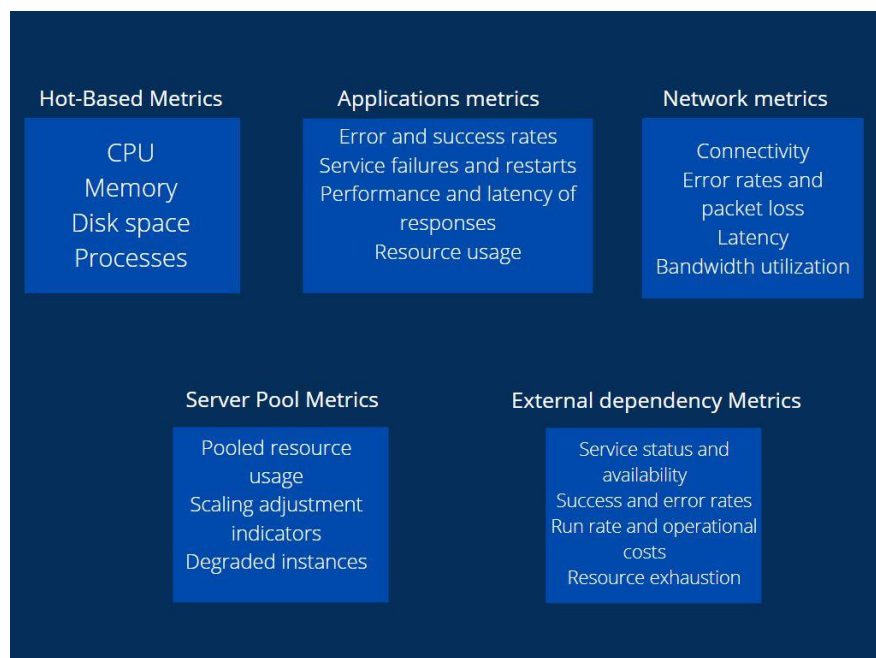 Hot-Based Metrics
CPU
Memory
Disk space
Processes
Applications metrics
Error and success rates
Service failures and restarts
Performance and latency of
responses
Resource usage
Network metrics
Connectivity
Error rates and
packet loss
Latency
Bandwidth utilization
Server Pool Metrics
Pooled resource
usage
Scaling adjustment
indicators
Degraded instances
External dependency Metrics
Service status and
availability
Success and error rates
Run rate and operational
costs
Resource exhaustion